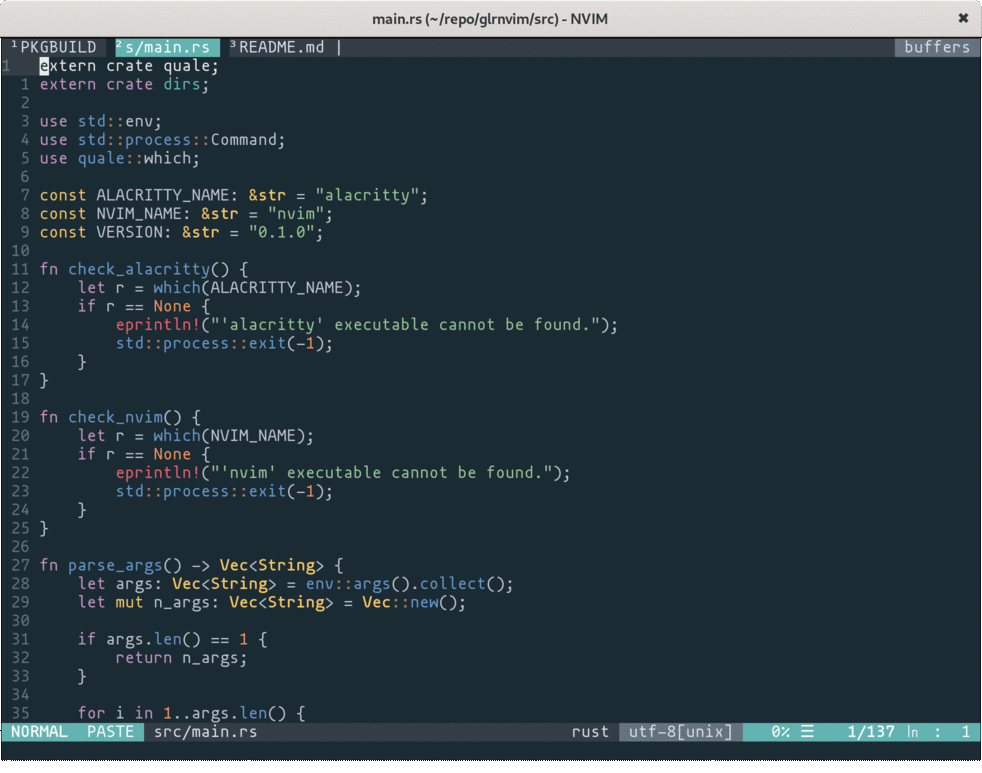 main.rs (~/repo/glrnvim/src) - NVIM ✖
¹PKGBUILD ²s/main.rs ³README.md | buffers
1   extern crate quale;
  1 extern crate dirs;
  2
  3 use std::env;
  4 use std::process::Command;
  5 use quale::which;
  6
  7 const ALACRITTY_NAME: &str = "alacritty";
  8 const NVIM_NAME: &str = "nvim";
  9 const VERSION: &str = "0.1.0";
 10
 11 fn check_alacritty() {
 12     let r = which(ALACRITTY_NAME);
 13     if r == None {
 14         eprintln!("'alacritty' executable cannot be found.");
 15         std::process::exit(-1);
 16     }
 17 }
 18
 19 fn check_nvim() {
 20     let r = which(NVIM_NAME);
 21     if r == None {
 22         eprintln!("'nvim' executable cannot be found.");
 23         std::process::exit(-1);
 24     }
 25 }
 26
 27 fn parse_args() -> Vec<String> {
 28     let args: Vec<String> = env::args().collect();
 29     let mut n_args: Vec<String> = Vec::new();
 30
 31     if args.len() == 1 {
 32         return n_args;
 33     }
 34
 35     for i in 1..args.len() {
NORMAL PASTE src/main.rs rust utf-8[unix] 0% ☰ 1/137 ln : 1